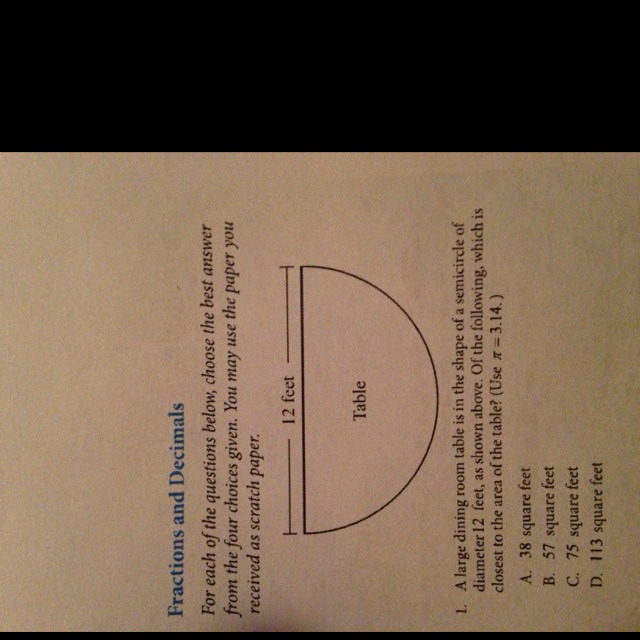 Fractions and Decimals
For each of the questions below, choose the best answer
from the four choices given. You may use the paper you
received as scratch paper.
12 feet
Table
1. A large dining room table is in the shape of a semicircle of
diameter12 feet, as shown above. Of the following, which is
closest to the area of the table? (Use π = 3.14.)
A. 38 square feet
B. 57 square feet
C. 75 square feet
D. 113 square feet